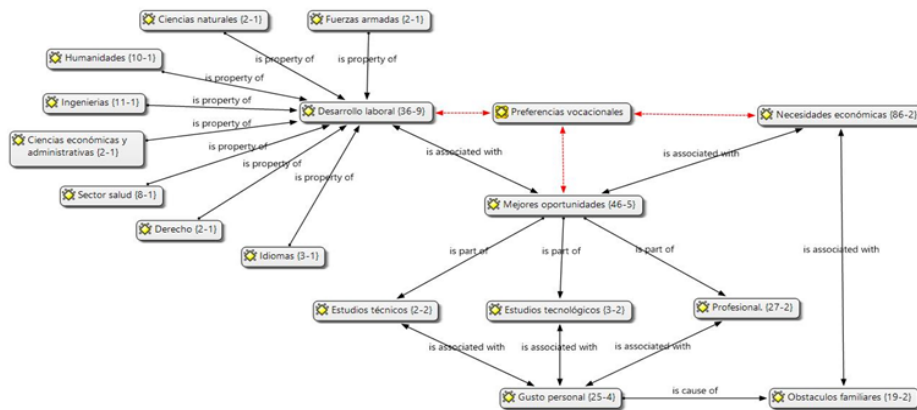 Ciencias naturales {2-1}
Fuerzas armadas {2-1}
is property of
is property of
Humanidades {10-1}
is property of
Ingenierias {11-1}
is property of
Desarrollo laboral {36-9}
Preferencias vocacionales
Necesidades económicas {86-2}
Ciencias económicas y
administrativas {2-1}
is property of
is property of
is property of
is property of
is associated with
is associated with
Sector salud {8-1}
Mejores oportunidades {46-5}
Derecho {2-1}
Idiomas {3-1}
is part of
is part of
is part of
is associated with
Estudios técnicos {2-2}
Estudios tecnológicos {3-2}
Profesional. {27-2}
is associated with
is associated with
is associated with
Gusto personal {25-4}
is cause of
Obstaculos familiares {19-2}